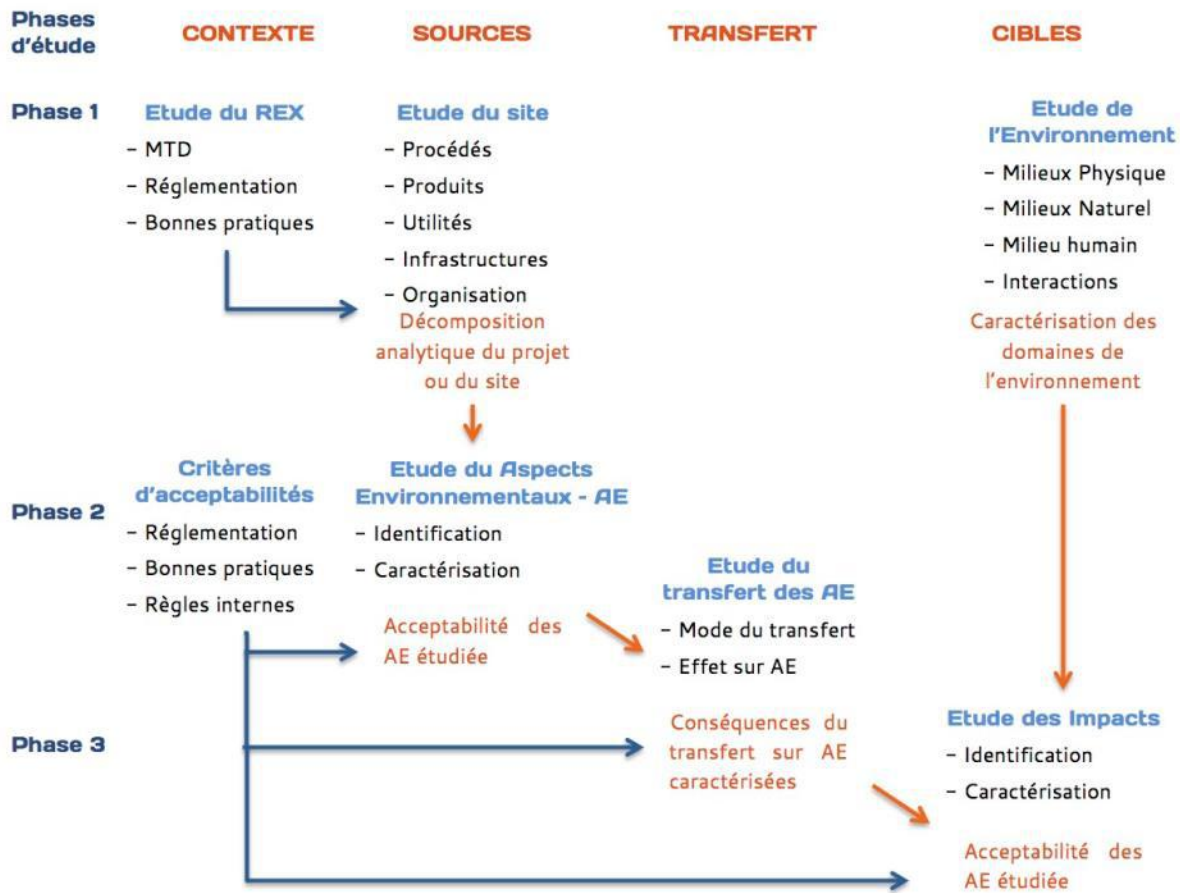 Phases
d'étude
CONTEXTE
SOURCES
TRANSFERT
CIBLES
Phase 1
Etude du REX
- MTD
- Réglementation
- Bonnes pratiques
Etude du site
- Procédés
- Produits
- Utilités
- Infrastructures
- Organisation
Décomposition
analytique du projet
ou du site
Etude de
l'Environnement
- Milieux Physique
- Milieux Naturel
- Milieu humain
- Interactions
Caractérisation des
domaines de
l'environnement
Phase 2
Critères
d'acceptabilités
- Réglementation
- Bonnes pratiques
- Règles internes
Etude du Aspects
Environnementaux - AE
- Identification
- Caractérisation
Acceptabilité des
AE étudiée
Etude du
transfert des AE
- Mode du transfert
- Effet sur AE
Phase 3
Conséquences du
transfert sur AE
caractérisées
Etude des Impacts
- Identification
- Caractérisation
Acceptabilité des
AE étudiée